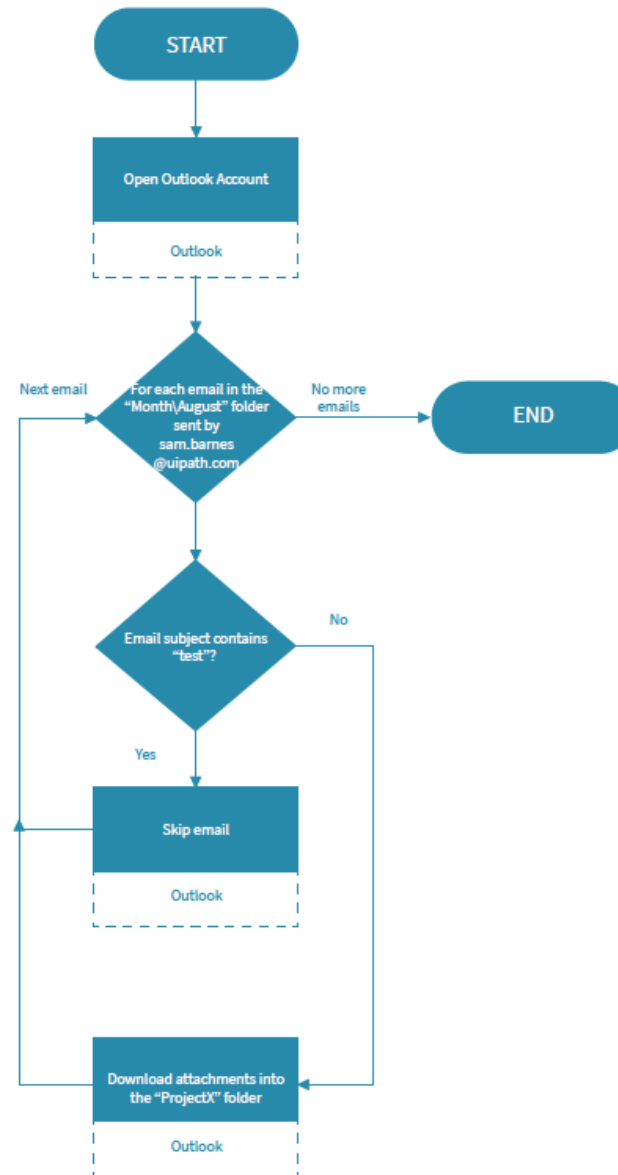 START
Open Outlook Account
Outlook
Next email
For each email in the
“Month\August” folder
sent by
sam.barnes
@uipath.com
No more
emails
END
Email subject contains
“test”?
No
Yes
Skip email
Outlook
Download attachments into
the “ProjectX” folder
Outlook